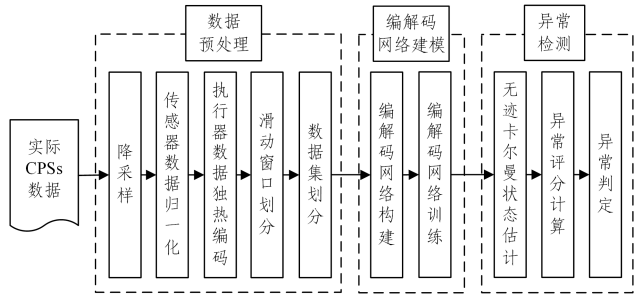 数据
预处理
编解码
网络建模
异常
检测
实际
CPSs
数据
降采样
传感器数据归一化
执行器数据独热编码
滑动窗口划分
数据集划分
编解码网络构建
编解码网络训练
无迹卡尔曼状态估计
异常评分计算
异常判定